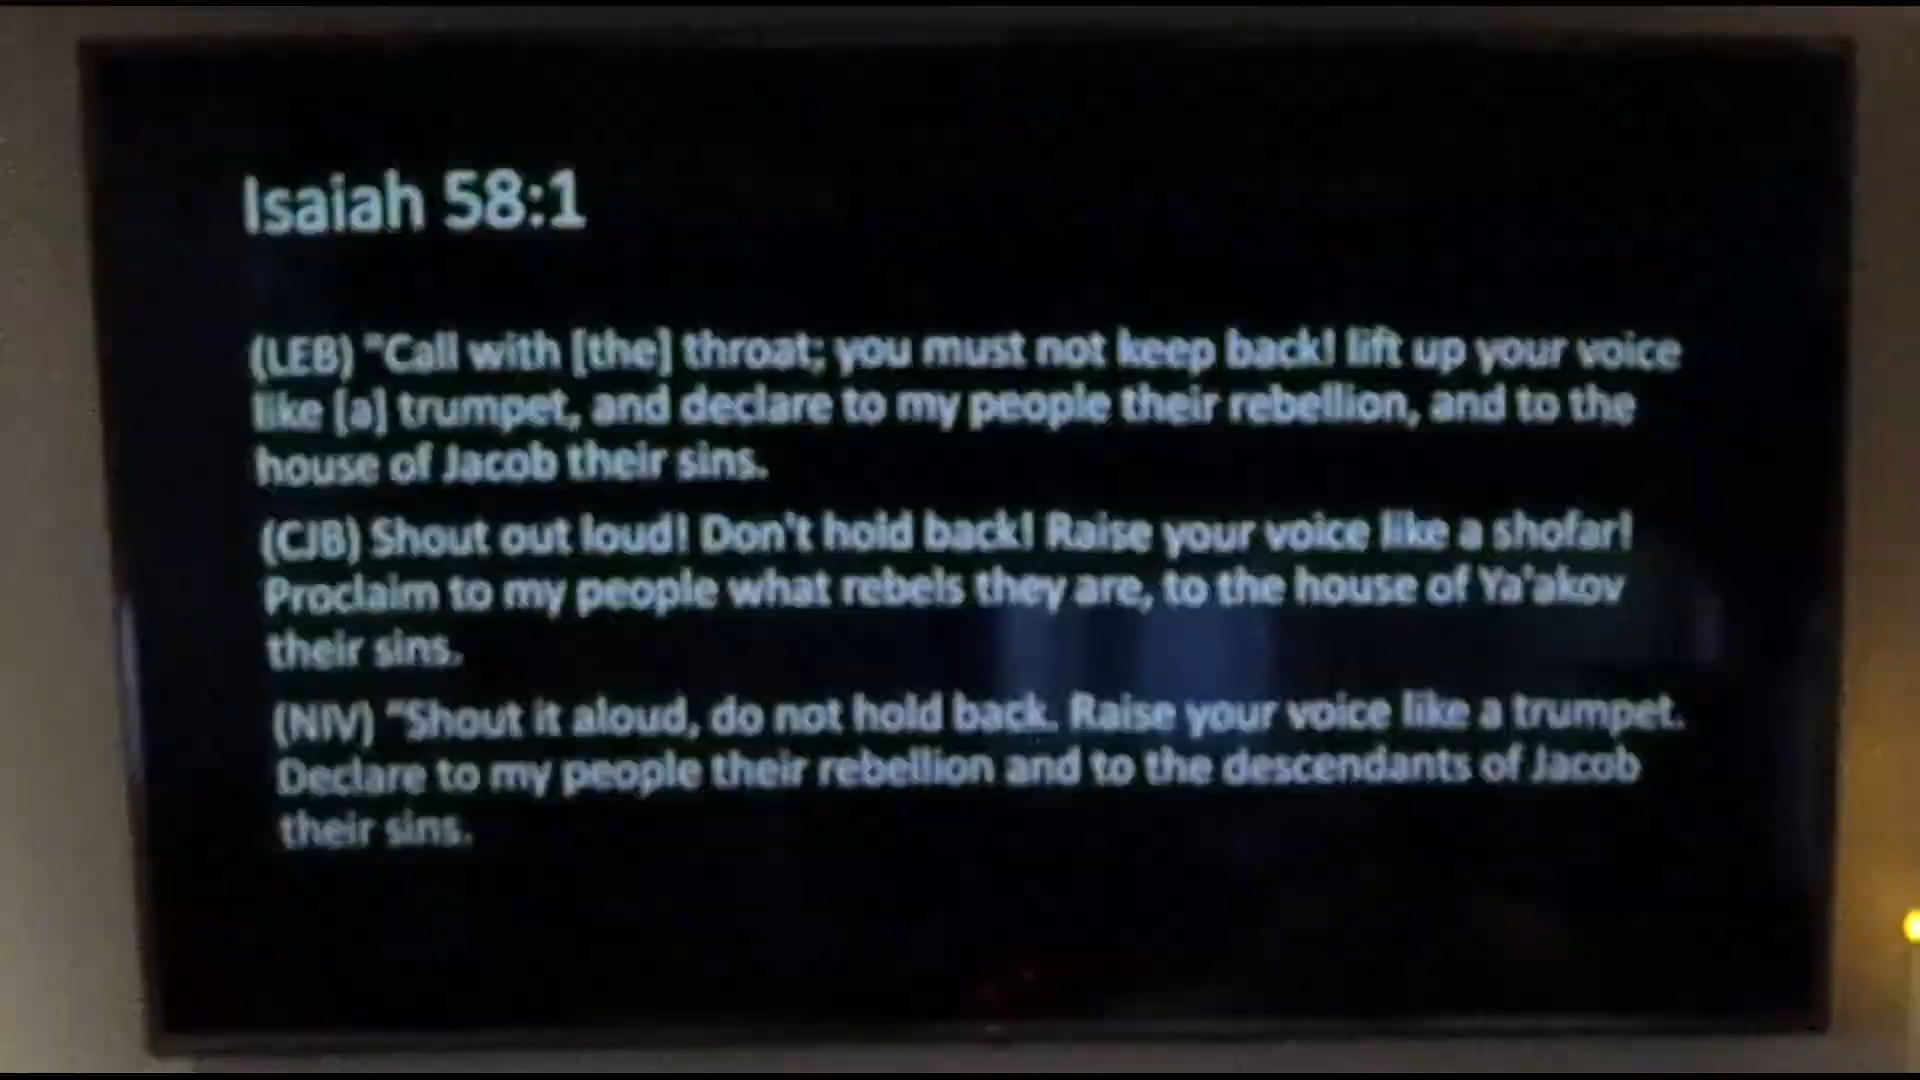 Isaiah 58:1
(LEB) "Call with [the] throat; you must not keep back! lift up your voice
like [a] trumpet, and declare to my people their rebellion, and to the
house of Jacob their sins.
(CJB) Shout out loud! Don't hold back! Raise your voice like a shofar!
Proclaim to my people what rebels they are, to the house of Ya'akov
their sins.
(NIV) "Shout it aloud, do not hold back. Raise your voice like a trumpet.
Declare to my people their rebellion and to the descendants of Jacob
their sins.